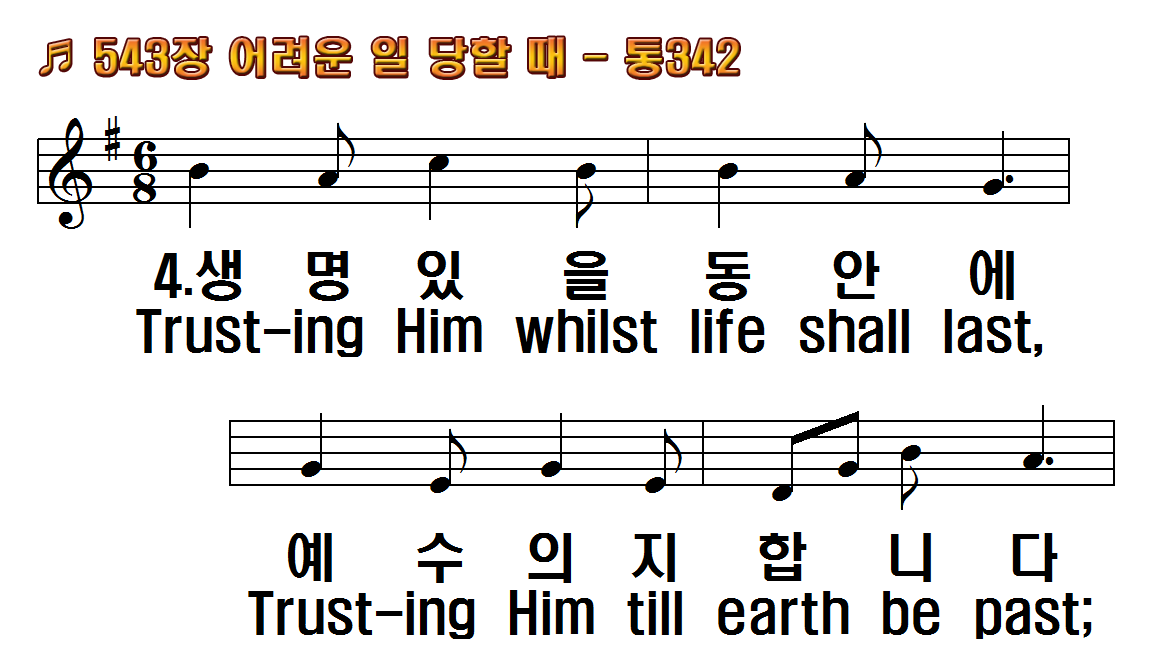 ♬ 543장 어려운 일 당할 때 - 통342
6
8
4.생 명 있 을 동 안 에
Trust-ing Him whilst life shall last,
예 수 의 지 합 니 다
Trust-ing Him till earth be past;